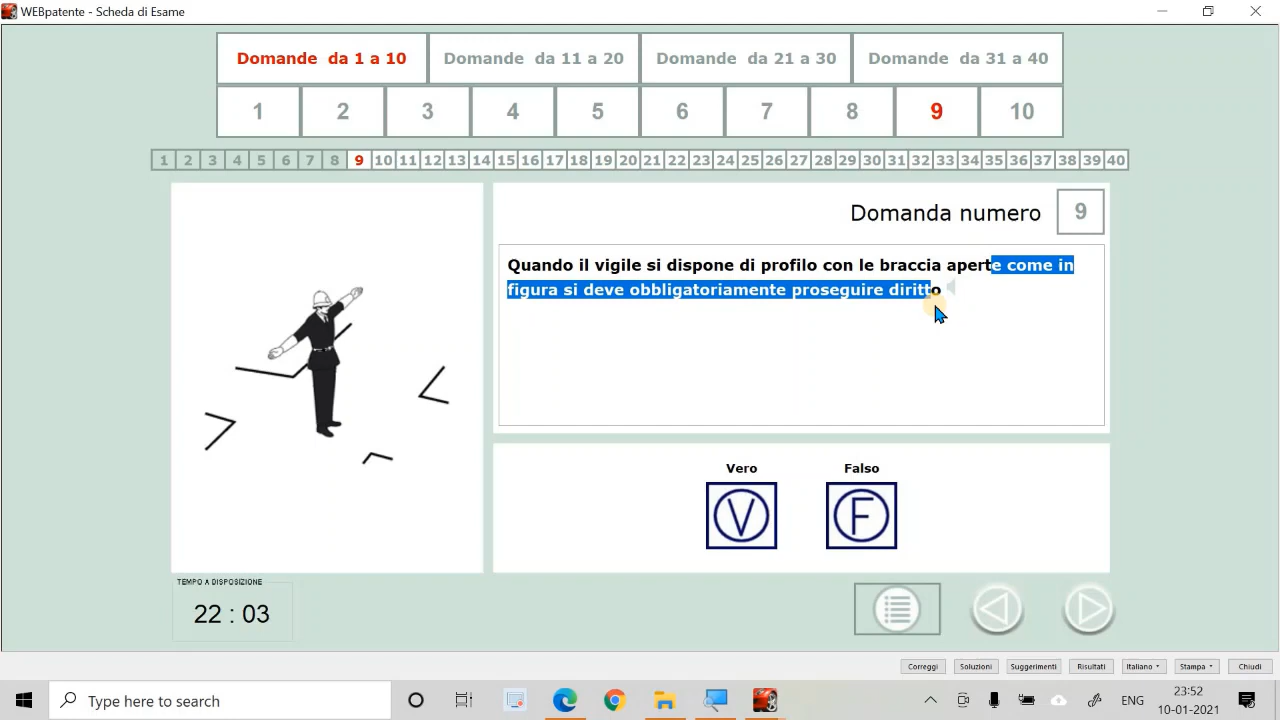 WEBpatente - Scheda di Esame
Domande da 1 a 10 Domande da 11 a 20 Domande da 21 a 30 Domande da 31 a 40
1 2 3 4 5 6 7 8 9 10
1 2 3 4 5 6 7 8 9 10 11 12 13 14 15 16 17 18 19 20 21 22 23 24 25 26 27 28 29 30 31 32 33 34 35 36 37 38 39 40
Domanda numero 9
Quando il vigile si dispone di profilo con le braccia aperte come in
figura si deve obbligatoriamente proseguire diritto
Vero Falso
V F
TEMPO A DISPOSIZIONE
22 : 03
Correggi Soluzioni Suggerimenti Risultati Italiano Stampa Chiudi
Type here to search
ENG
23:52
10-01-2021